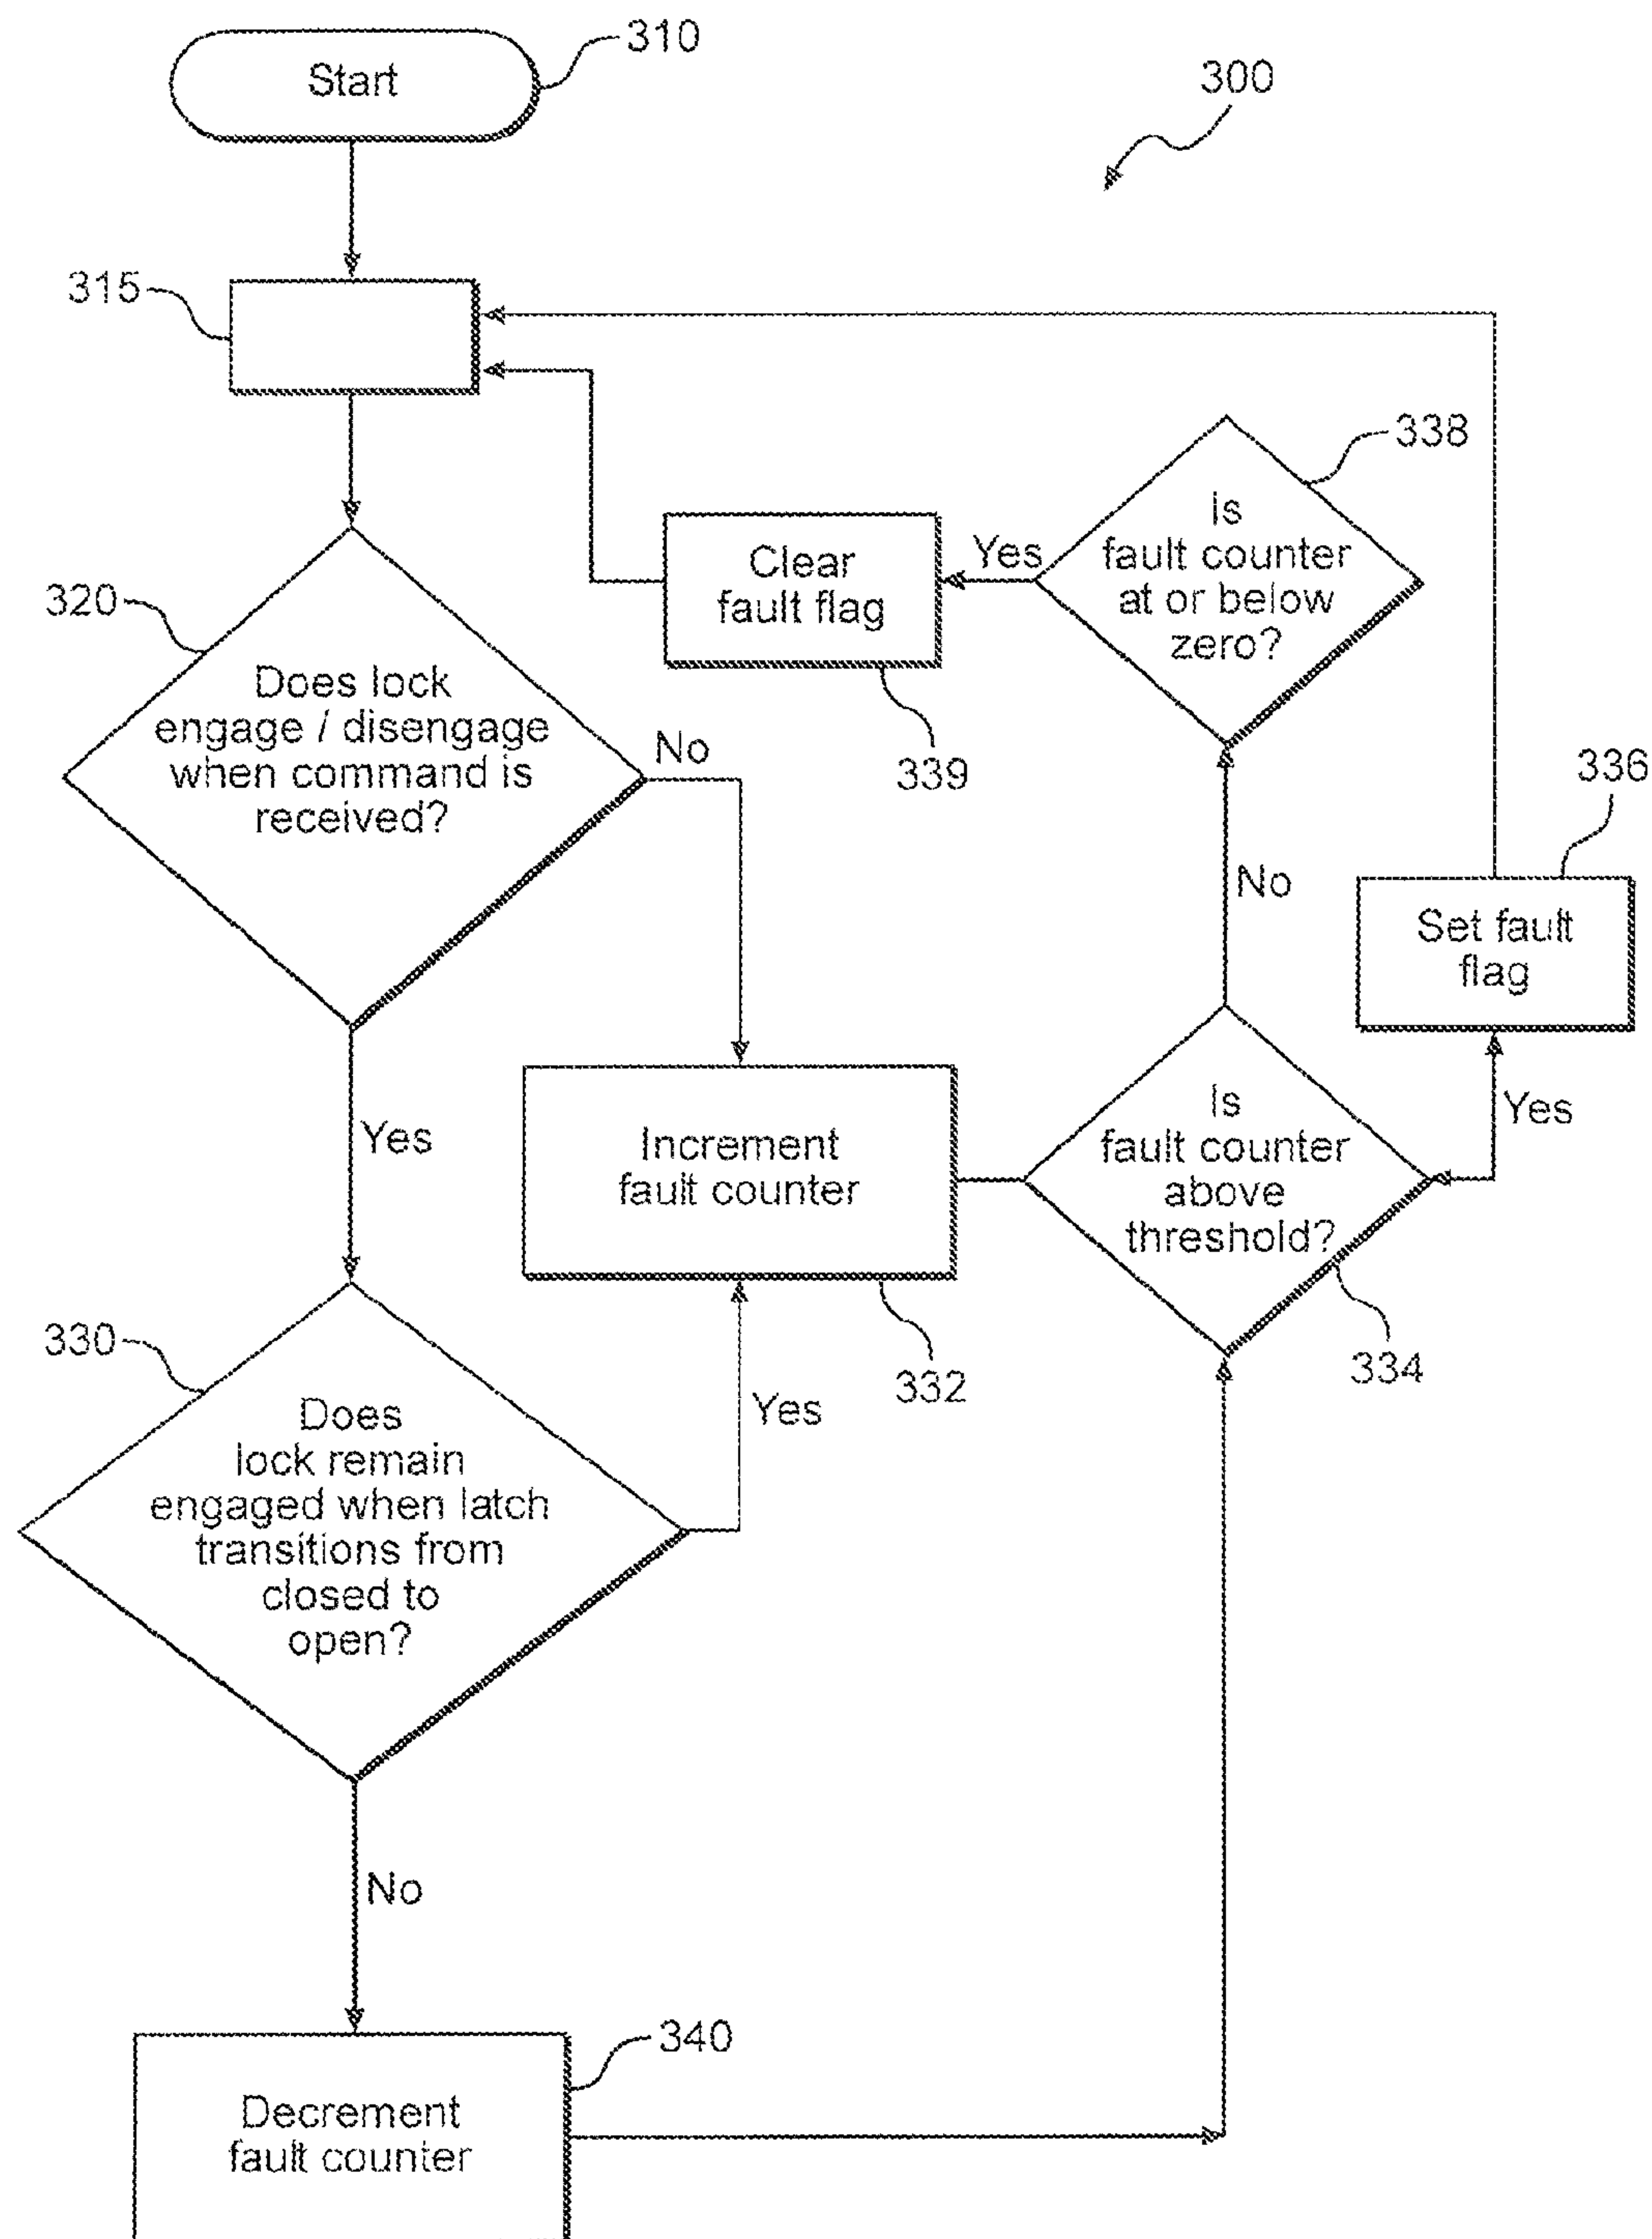 Start
310
300
315
338
Is
fault counter
at or below
zero?
Yes
Clear
fault flag
339
320
Does lock
engage / disengage
when command is
received?
No
336
Set fault
flag
No
Yes
Increment
fault counter
332
Is
fault counter
above
threshold?
334
Yes
Yes
330
Does
lock remain
engaged when latch
transitions from
closed to
open?
Yes
No
340
Decrement
fault counter